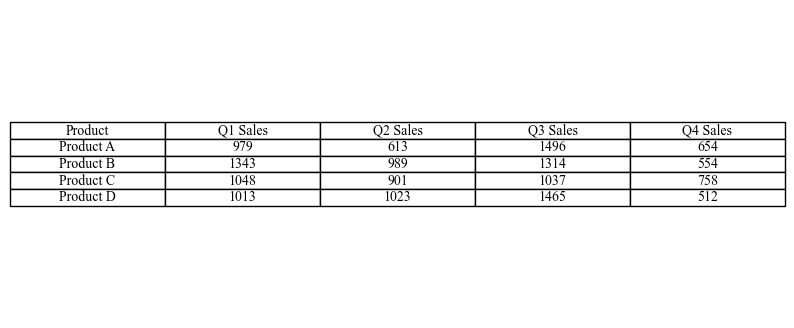 Product Q1 Sales Q2 Sales Q3 Sales Q4 Sales
Product A 979 613 1496 654
Product B 1343 989 1314 554
Product C 1048 901 1037 758
Product D 1013 1023 1465 512